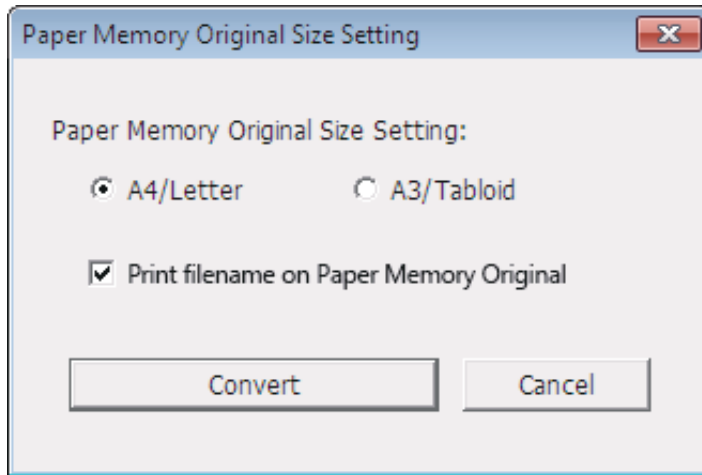 Paper Memory Original Size Setting
Paper Memory Original Size Setting:
A4/Letter A3/Tabloid
Print filename on Paper Memory Original
Convert Cancel